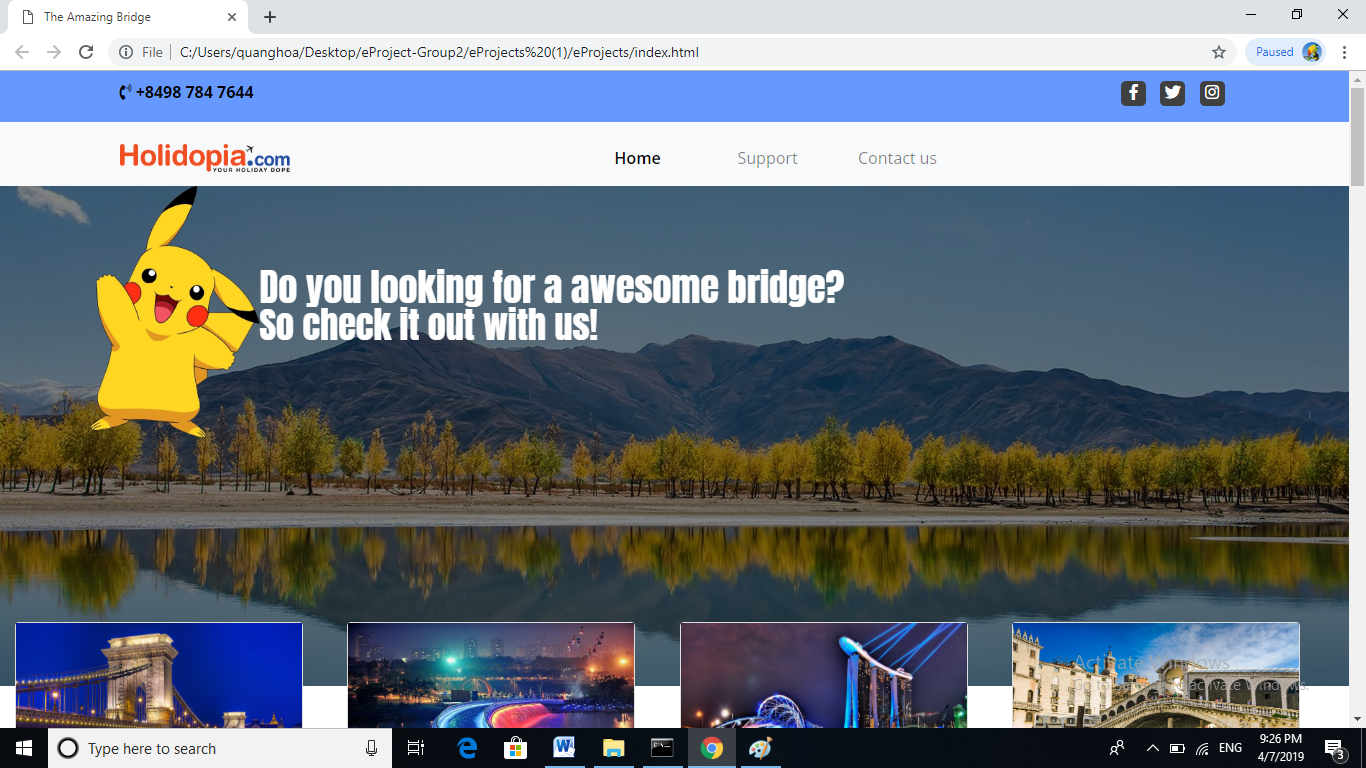 The Amazing Bridge
File
C:/Users/quanghoa/Desktop/eProject-Group2/eProjects%20(1)/eProjects/index.html
Paused
+8498 784 7644
Holidopia.com
YOUR HOLIDAY DOPE
Home
Support
Contact us
Do you looking for a awesome bridge?
So check it out with us!
Activate Windows
activate Windows.
Type here to search
ENG
9:26 PM
4/7/2019
3